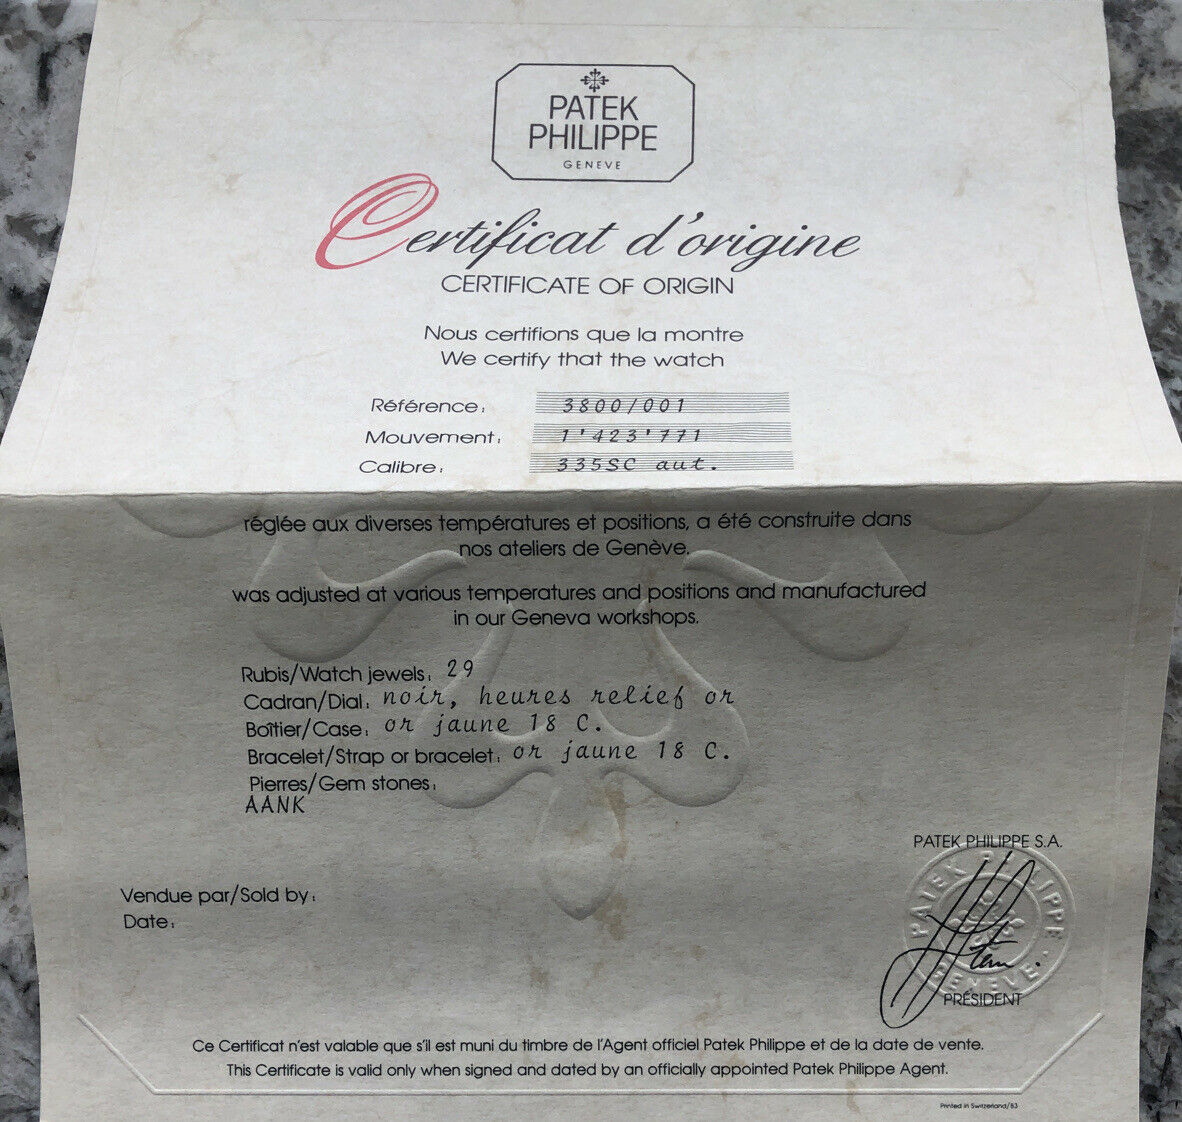 PATEK
PHILIPPE
GENEVE
Certificat d'origine
CERTIFICATE OF ORIGIN
Nous certifions que la montre
We certify that the watch
Référence: 3800/001
Mouvement: 1'423'771
Calibre: 335SC aut.
réglée aux diverses températures et positions, a été construite dans
nos ateliers de Genève.
was adjusted at various temperatures and positions and manufactured
in our Geneva workshops.
Rubis/Watch jewels: 29
Cadran/Dial: noir, heures relief or
Boîtier/Case: or jaune 18 C.
Bracelet/Strap or bracelet: or jaune 18 C.
Pierres/Gem stones:
AANK
PATEK PHILIPPE S.A.
PATEK PHILIPPE
GENEVE
PRÉSIDENT
Vendue par/Sold by:
Date:
Ce Certificat n'est valable que s'il est muni du timbre de l'Agent officiel Patek Philippe et de la date de vente.
This Certificate is valid only when signed and dated by an officially appointed Patek Philippe Agent.
Printed in Switzerland/83